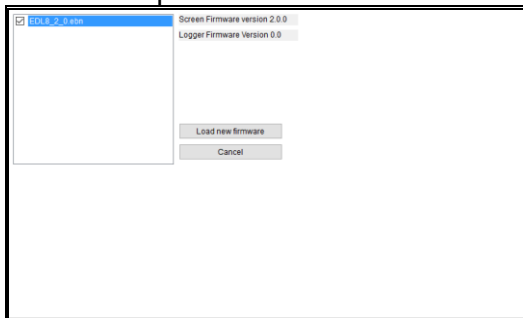 EDL8_2_0.ebn
Screen Firmware version 2.0.0
Logger Firmware Version 0.0
Load new firmware
Cancel